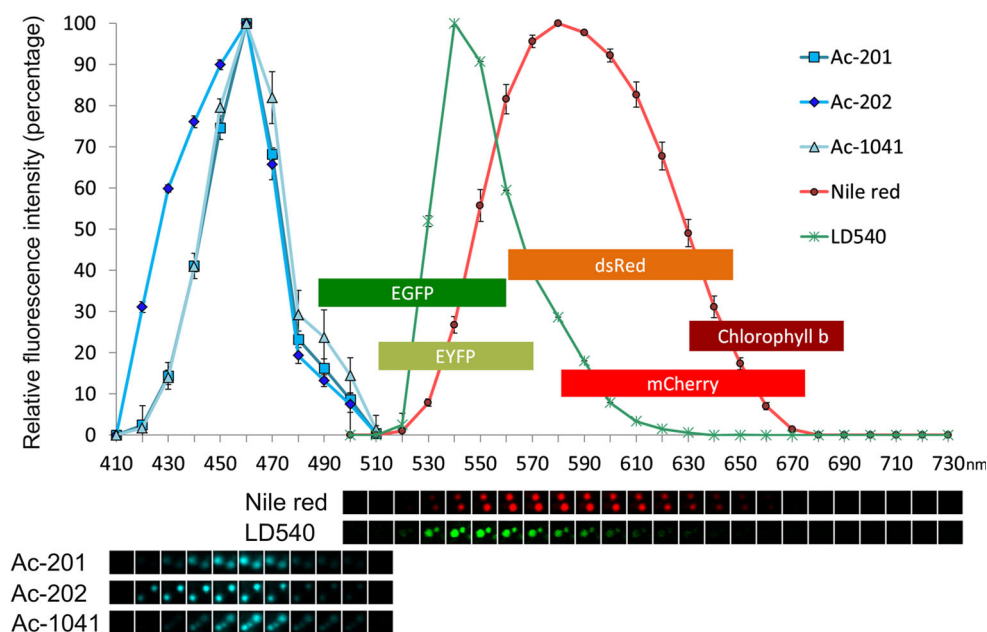 Relative fluorescence intensity (percentage)
100
90
80
70
60
50
40
30
20
10
0
410 430 450 470 490 510 530 550 570 590 610 630 650 670 690 710 730nm
Ac-201
Ac-202
Ac-1041
Nile red
LD540
dsRed
EGFP
Chlorophyll b
EYFP
mCherry
Nile red
LD540
Ac-201
Ac-202
Ac-1041